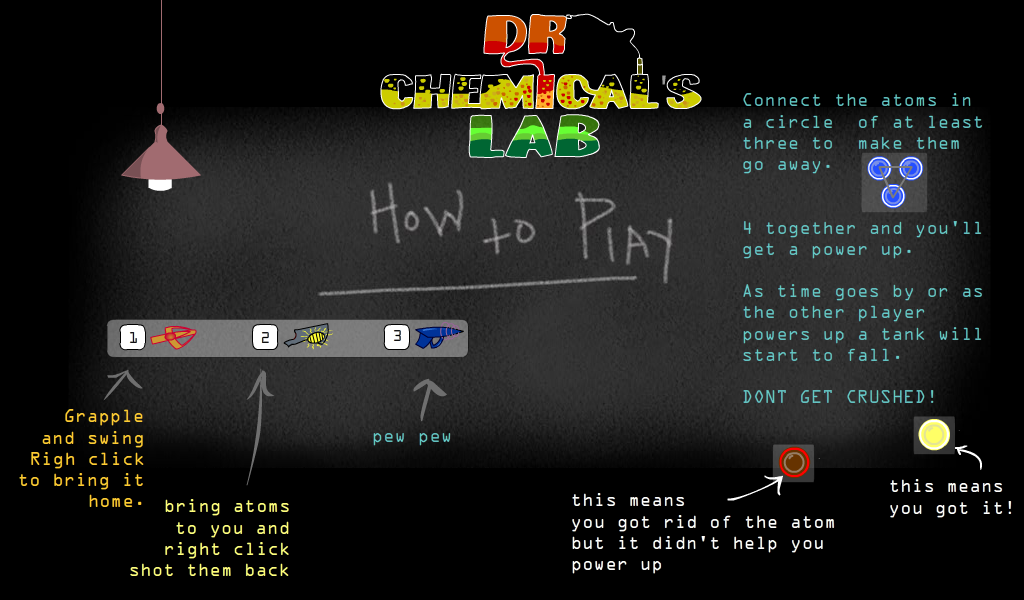 DR
CHEMICAL'S
LAB
How to Play
1 2 3
Grapple
and swing
Righ click
to bring it
home.
bring atoms
to you and
right click
shot them back
pew pew
Connect the atoms in
a circle of at least
three to make them
go away.
4 together and you'll
get a power up.
As time goes by or as
the other player
powers up a tank will
start to fall.
DONT GET CRUSHED!
this means
you got rid of the atom
but it didn't help you
power up
this means
you got it!